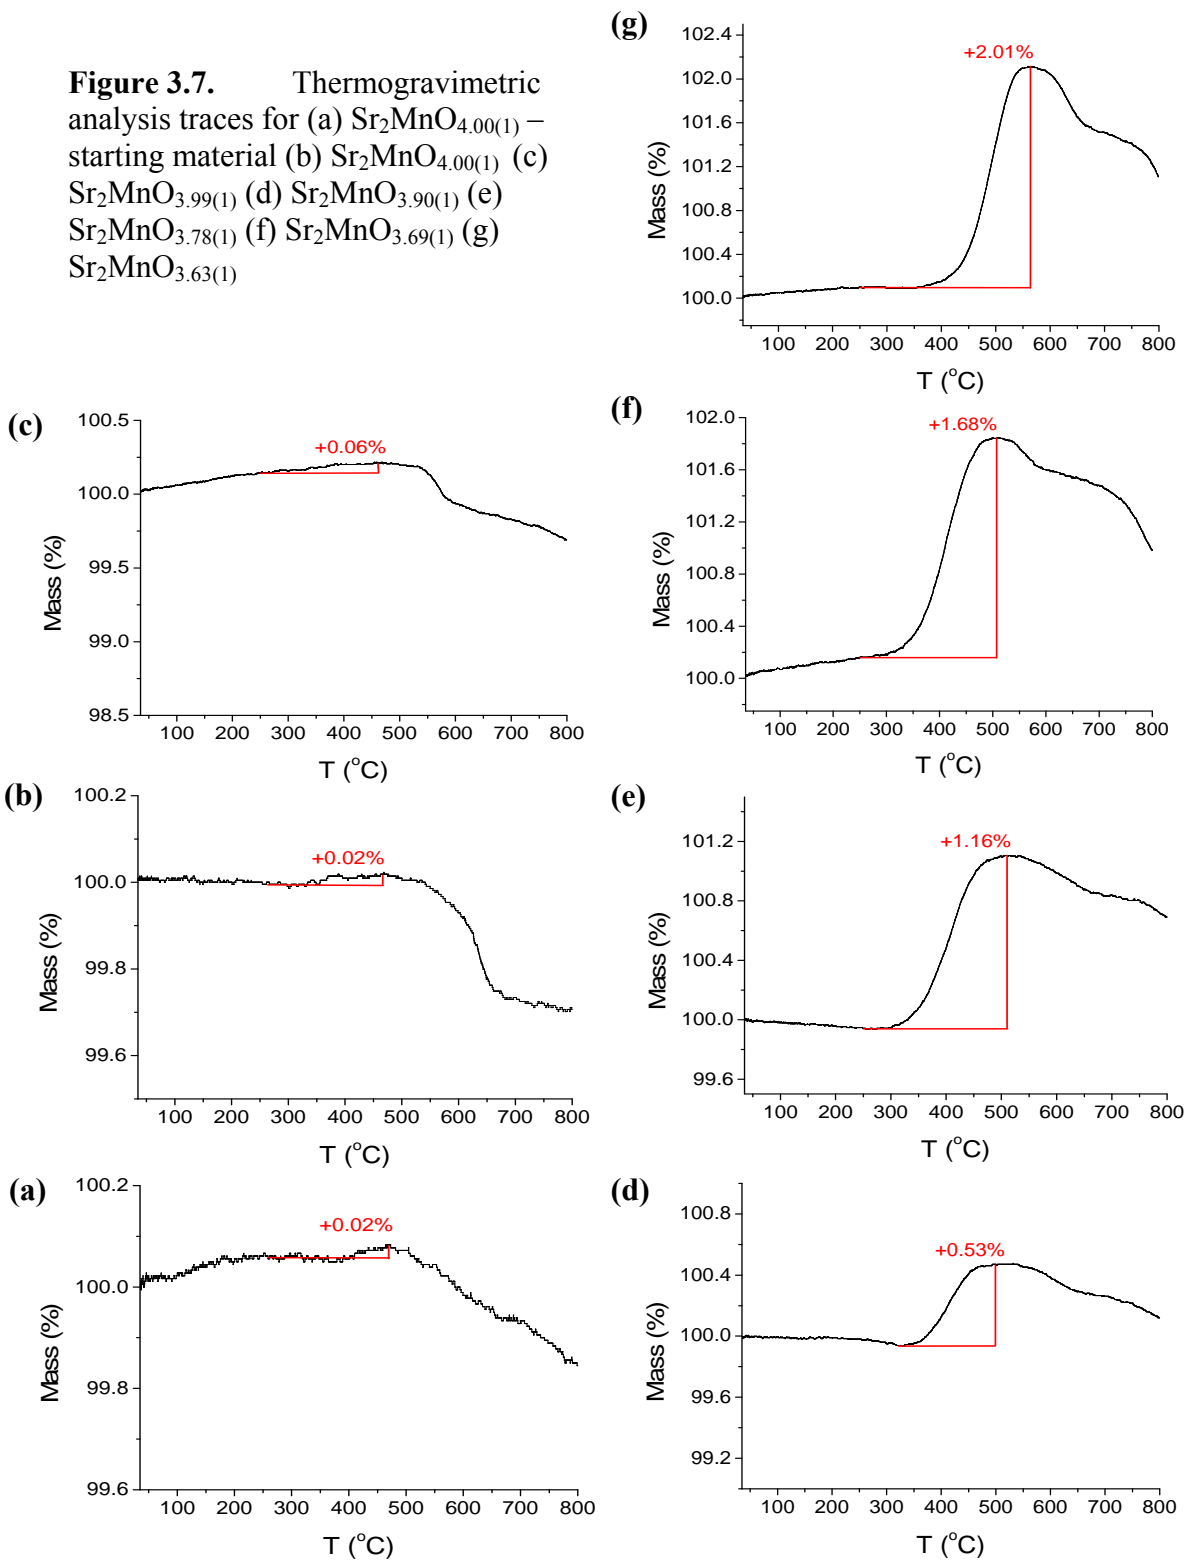 Figure 3.7. Thermogravimetric
analysis traces for (a) Sr₂MnO₄.₀₀₍₁₎ –
starting material (b) Sr₂MnO₄.₀₀₍₁₎ (c)
Sr₂MnO₃.₉₉₍₁₎ (d) Sr₂MnO₃.₉₀₍₁₎ (e)
Sr₂MnO₃.₇₈₍₁₎ (f) Sr₂MnO₃.₆₉₍₁₎ (g)
Sr₂MnO₃.₆₃₍₁₎
(g)
+2.01%
102.4
102.0
101.6
101.2
100.8
100.4
100.0
Mass (%)
100 200 300 400 500 600 700 800
T (°C)
(c)
+0.06%
100.5
100.0
99.5
99.0
98.5
Mass (%)
100 200 300 400 500 600 700 800
T (°C)
(f)
+1.68%
102.0
101.6
101.2
100.8
100.4
100.0
Mass (%)
100 200 300 400 500 600 700 800
T (°C)
(b)
+0.02%
100.2
100.0
99.8
99.6
Mass (%)
100 200 300 400 500 600 700 800
T (°C)
(e)
+1.16%
101.2
100.8
100.4
100.0
99.6
Mass (%)
100 200 300 400 500 600 700 800
T (°C)
(a)
+0.02%
100.2
100.0
99.8
99.6
Mass (%)
100 200 300 400 500 600 700 800
T (°C)
(d)
+0.53%
100.8
100.4
100.0
99.6
99.2
Mass (%)
100 200 300 400 500 600 700 800
T (°C)